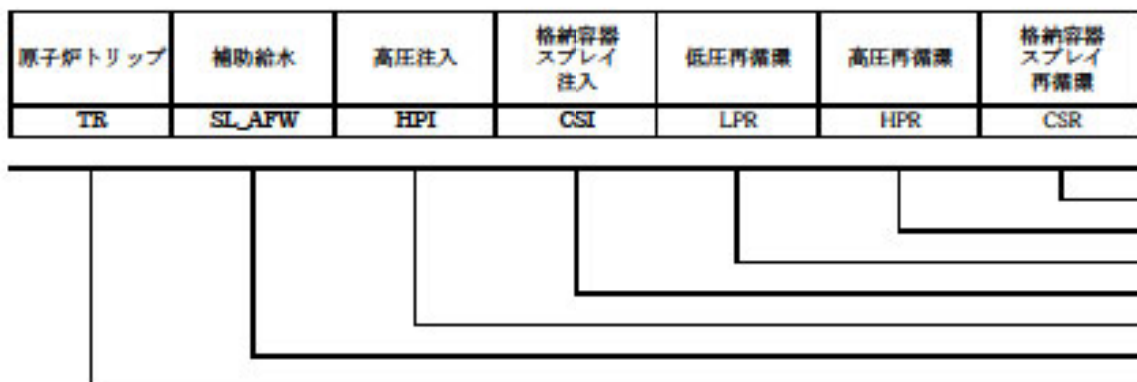 原子炉トリップ
補助給水
高圧注入
格納容器
スプレイ
注入
低圧再循環
高圧再循環
格納容器
スプレイ
再循環
TR
SL_AFW
HPI
CSI
LPR
HPR
CSR